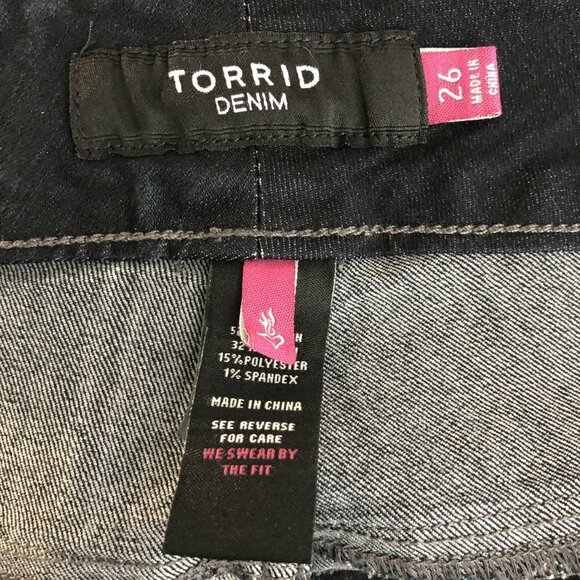 TORRID
DENIM
26
MADE IN
CHINA
32
15% POLYESTER
1% SPANDEX
MADE IN CHINA
SEE REVERSE
FOR CARE
WE SWEAR BY
THE FIT